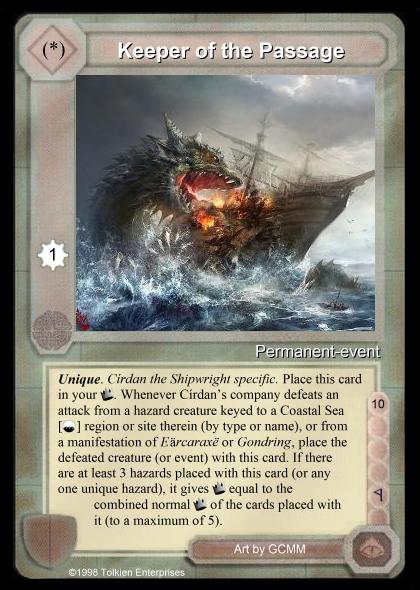 (*)
Keeper of the Passage
1
Permanent-event
Unique. Círdan the Shipwright specific. Place this card
in your . Whenever Círdan's company defeats an
attack from a hazard creature keyed to a Coastal Sea
[] region or site therein (by type or name), or from
a manifestation of Eärcaraxë or Gondring, place the
defeated creature (or event) with this card. If there
are at least 3 hazards placed with this card (or any
one unique hazard), it gives equal to the
combined normal of the cards placed with
it (to a maximum of 5).
10
Art by GCMM
©1998 Tolkien Enterprises